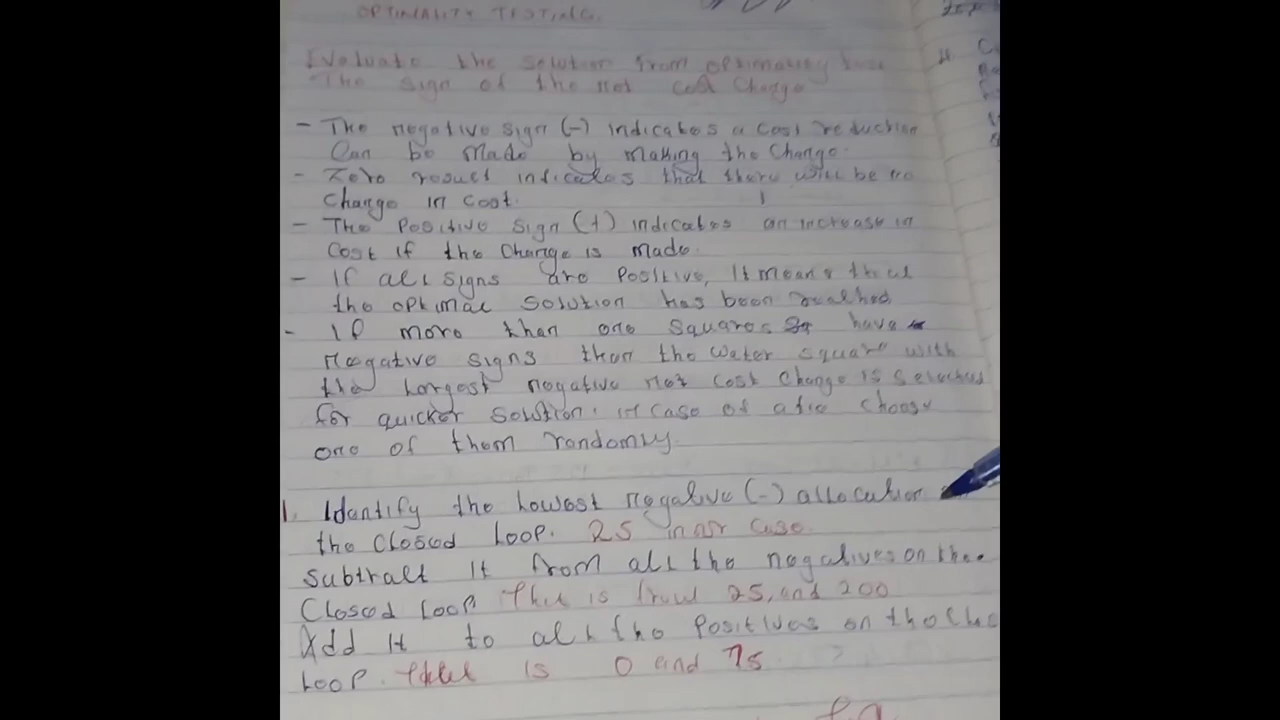 OPTIMALITY TESTING.
Evaluate the solution from optimality test
The sign of the net cost change
- The negative sign (-) indicates a cost reduction
Can be made by making the change.
- Zero result indicates that there will be no
change in cost.
- The positive sign (+) indicates an increase in
cost if the change is made.
- If all signs are positive, it means that
the optimal solution has been reached
- If more than one squares have
negative signs then the water square with
the largest negative net cost change is selected
for quicker solution. in case of a tie choose
one of them randomly.
1. Identify the lowest negative (-) allocation
the closed loop. 25 in our case.
subtract it from all the negatives on the
closed loop This is from 25, and 200
Add it to all the positives on the
loop. that is 0 and 75